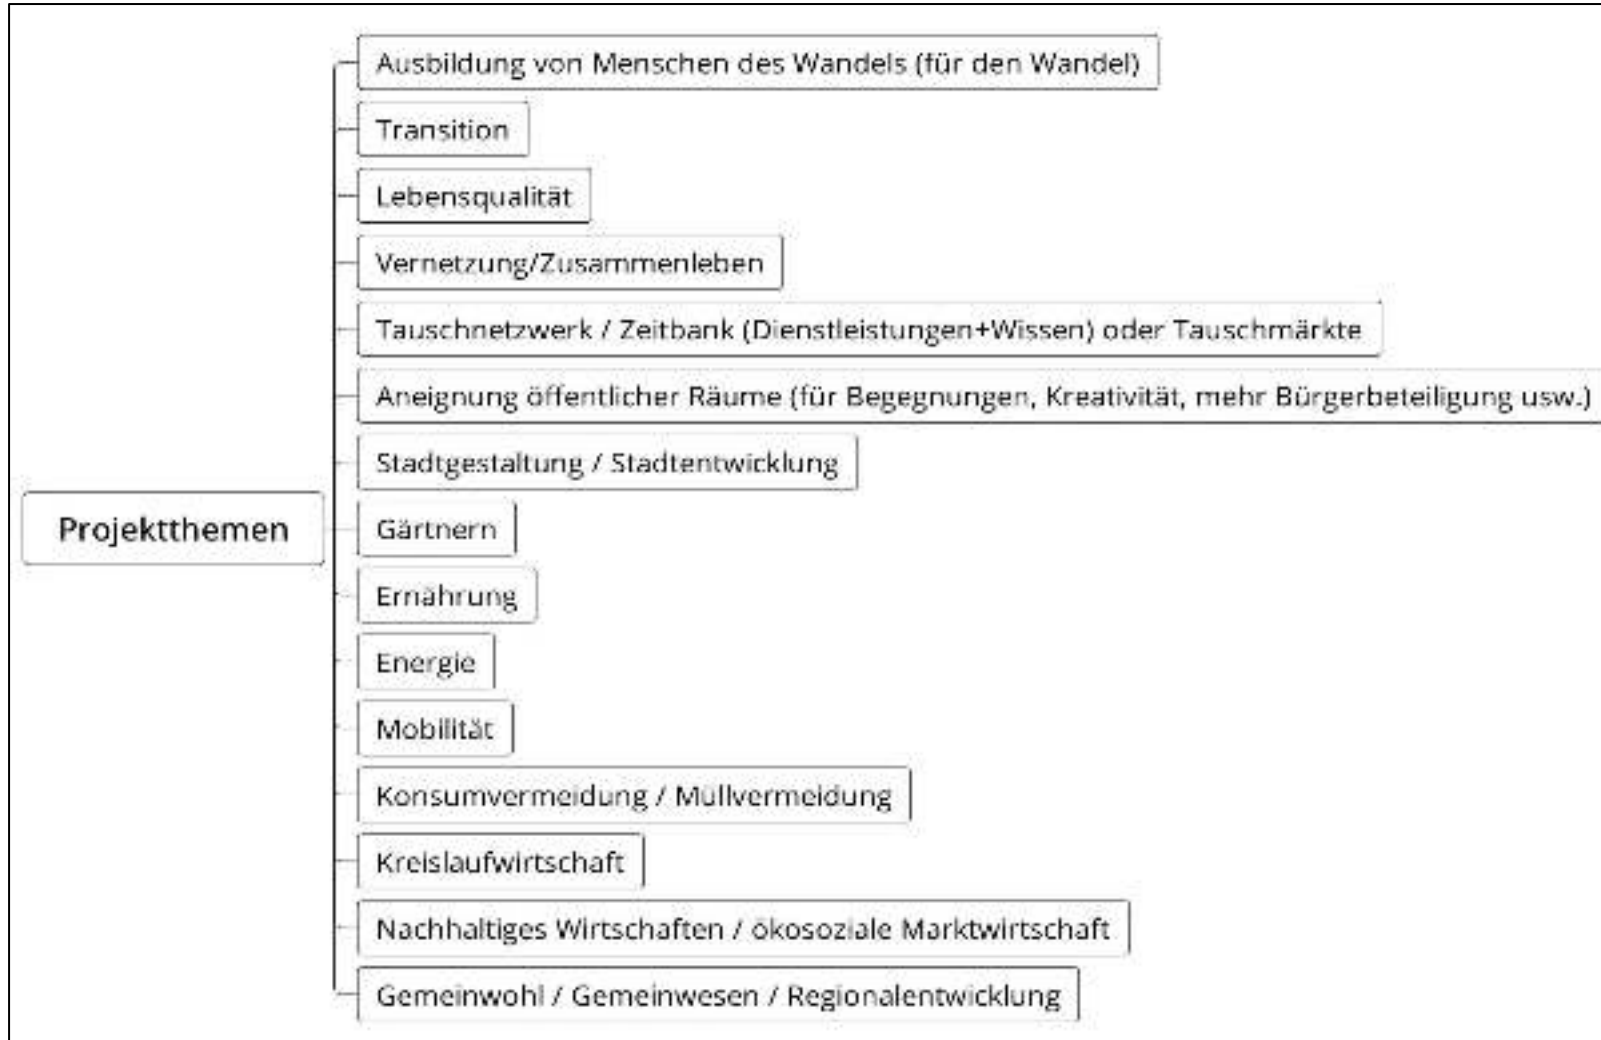 Ausbildung von Menschen des Wandels (für den Wandel)
Transition
Lebensqualität
Vernetzung/Zusammenleben
Tauschnetzwerk / Zeitbank (Dienstleistungen+Wissen) oder Tauschmärkte
Aneignung öffentlicher Räume (für Begegnungen, Kreativität, mehr Bürgerbeteiligung usw.)
Stadtgestaltung / Stadtentwicklung
Projektthemen
Gärtnern
Ernährung
Energie
Mobilität
Konsumvermeidung / Müllvermeidung
Kreislaufwirtschaft
Nachhaltiges Wirtschaften / ökosoziale Marktwirtschaft
Gemeinwohl / Gemeinwesen / Regionalentwicklung